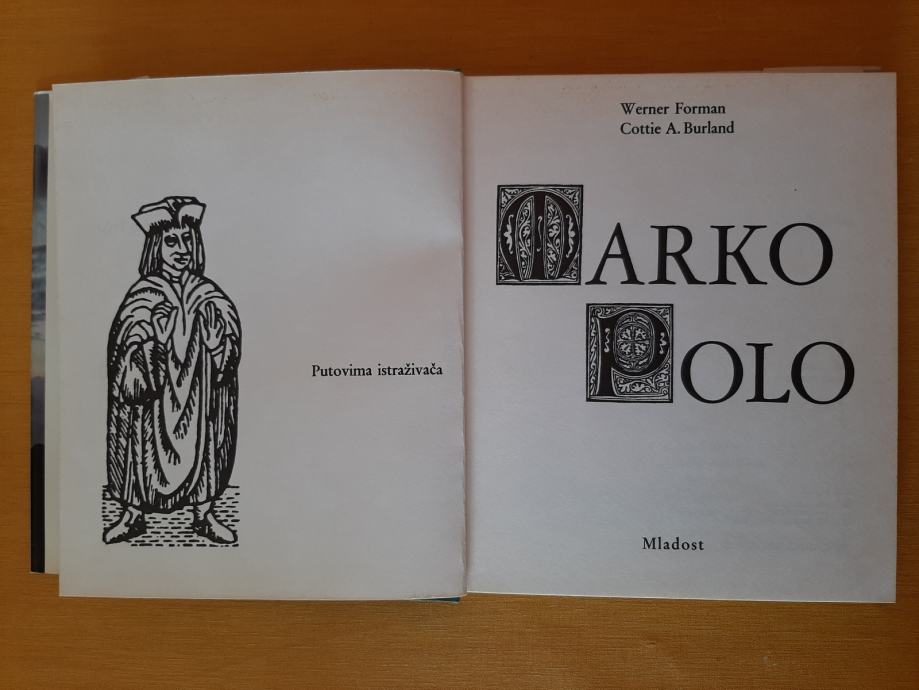 Putovima istraživača
Werner Forman
Cottie A. Burland
MARKO
POLO
Mladost